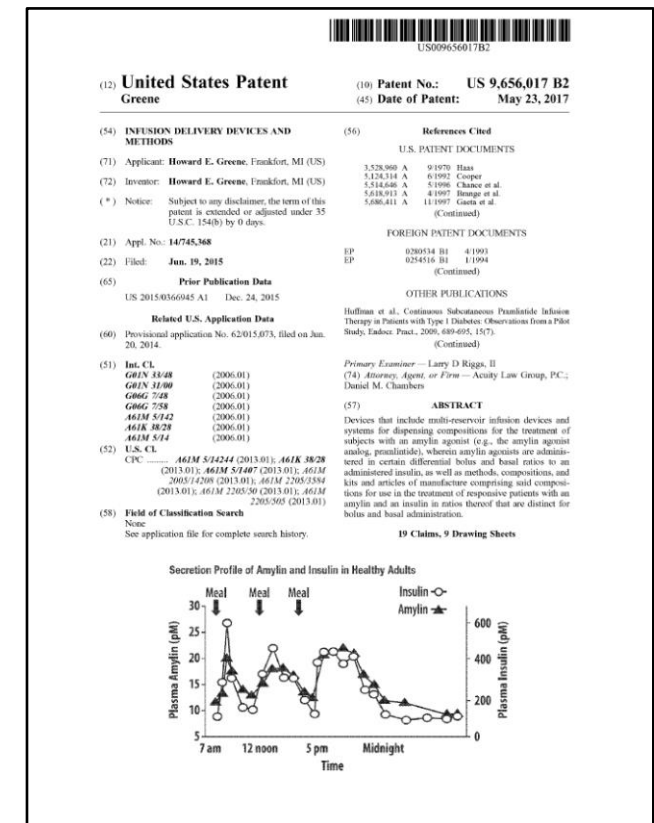 US009656017B2
(12) United States Patent
Greene
(10) Patent No.: US 9,656,017 B2
(45) Date of Patent: May 23, 2017
(54) INFUSION DELIVERY DEVICES AND
METHODS
(71) Applicant: Howard E. Greene, Frankfort, MI (US)
(72) Inventor: Howard E. Greene, Frankfort, MI (US)
( * ) Notice: Subject to any disclaimer, the term of this
patent is extended or adjusted under 35
U.S.C. 154(b) by 0 days.
(21) Appl. No.: 14/745,368
(22) Filed: Jun. 19, 2015
(65) Prior Publication Data
US 2015/0366945 A1 Dec. 24, 2015
Related U.S. Application Data
(60) Provisional application No. 62/015,073, filed on Jun.
20, 2014.
(51) Int. Cl.
G01N 33/48 (2006.01)
G01N 31/00 (2006.01)
G06G 7/48 (2006.01)
G06G 7/58 (2006.01)
A61M 5/142 (2006.01)
A61K 38/28 (2006.01)
A61M 5/14 (2006.01)
(52) U.S. Cl.
CPC .......... A61M 5/14244 (2013.01); A61K 38/28
(2013.01); A61M 5/1407 (2013.01); A61M
2005/14208 (2013.01); A61M 2205/3584
(2013.01); A61M 2205/50 (2013.01); A61M
2205/505 (2013.01)
(58) Field of Classification Search
None
See application file for complete search history.
(56) References Cited
U.S. PATENT DOCUMENTS
3,528,960 A 9/1970 Haas
5,124,314 A 6/1992 Cooper
5,514,646 A 5/1996 Chance et al.
5,618,913 A 4/1997 Brange et al.
5,686,411 A 11/1997 Gaeta et al.
(Continued)
FOREIGN PATENT DOCUMENTS
EP 0280534 B1 4/1993
EP 0254516 B1 1/1994
(Continued)
OTHER PUBLICATIONS
Huffman et al., Continuous Subcutaneous Pramlintide Infusion
Therapy in Patients with Type 1 Diabetes: Observations from a Pilot
Study, Endocr. Pract., 2009, 689-695, 15(7).
(Continued)
Primary Examiner — Larry D Riggs, II
(74) Attorney, Agent, or Firm — Acuity Law Group, P.C.;
Daniel M. Chambers
(57) ABSTRACT
Devices that include multi-reservoir infusion devices and
systems for dispensing compositions for the treatment of
subjects with an amylin agonist (e.g., the amylin agonist
analog, pramlintide), wherein amylin agonists are adminis-
tered in certain differential bolus and basal ratios to an
administered insulin, as well as methods, compositions, and
kits and articles of manufacture comprising said composi-
tions for use in the treatment of responsive patients with an
amylin and an insulin in ratios thereof that are distinct for
bolus and basal administration.
19 Claims, 9 Drawing Sheets
Secretion Profile of Amylin and Insulin in Healthy Adults
Meal Meal Meal
Insulin
Amylin
Plasma Amylin (pM)
30
25
20
15
10
5
600
400
200
0
Plasma Insulin (pM)
7 am 12 noon 5 pm Midnight
Time